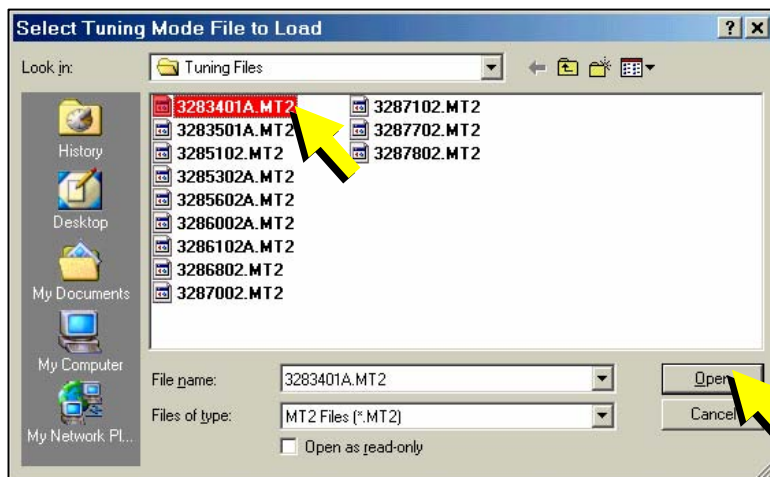 Select Tuning Mode File to Load
Look in:
Tuning Files
History
Desktop
My Documents
My Computer
My Network Pl...
3283401A.MT2
3283501A.MT2
3285102.MT2
3285302A.MT2
3285602A.MT2
3286002A.MT2
3286102A.MT2
3286802.MT2
3287002.MT2
3287102.MT2
3287702.MT2
3287802.MT2
File name:
3283401A.MT2
Open
Files of type:
MT2 Files (*.MT2)
Cancel
Open as read-only